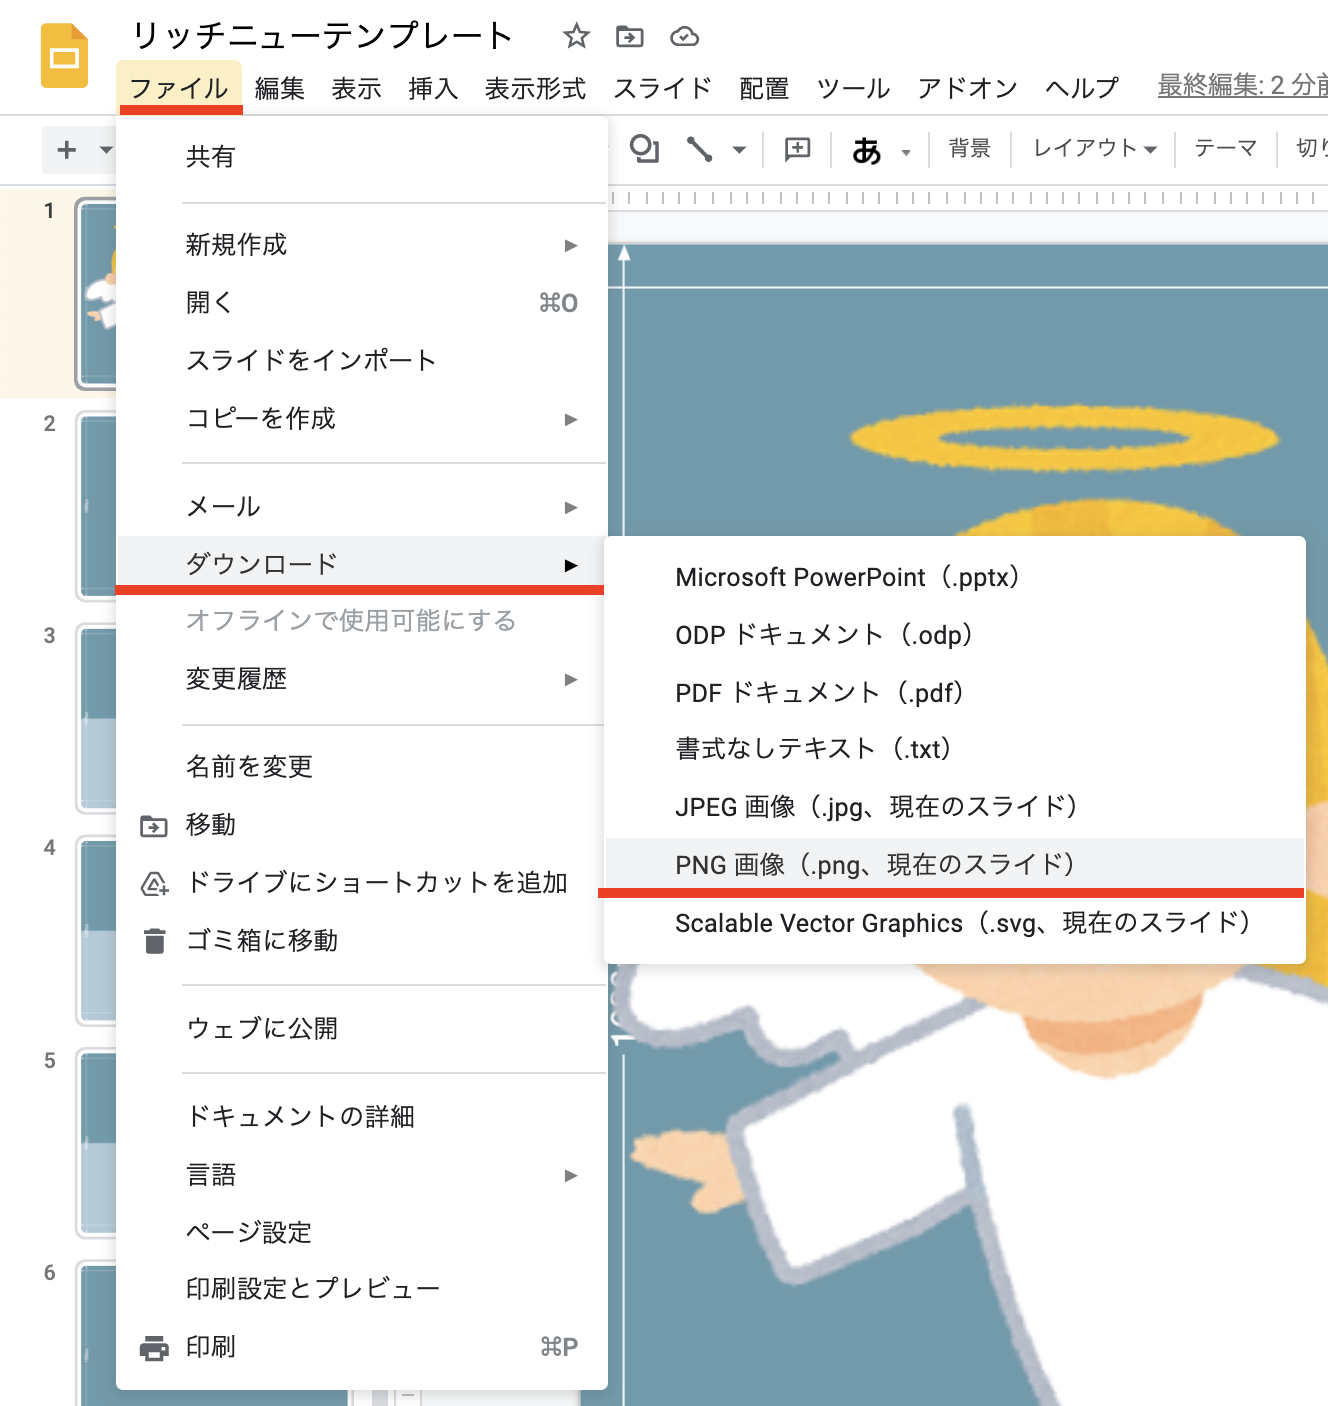 リッチニューテンプレート
ファイル 編集 表示 挿入 表示形式 スライド 配置 ツール アドオン ヘルプ 最終編集: 2 分前
あ 背景 レイアウト テーマ 切り
共有
新規作成
開く ⌘O
スライドをインポート
コピーを作成
メール
ダウンロード
オフラインで使用可能にする
変更履歴
名前を変更
移動
ドライブにショートカットを追加
ゴミ箱に移動
ウェブに公開
ドキュメントの詳細
言語
ページ設定
印刷設定とプレビュー
印刷 ⌘P
Microsoft PowerPoint（.pptx）
ODP ドキュメント（.odp）
PDF ドキュメント（.pdf）
書式なしテキスト（.txt）
JPEG 画像（.jpg、現在のスライド）
PNG 画像（.png、現在のスライド）
Scalable Vector Graphics（.svg、現在のスライド）
1
2
3
4
5
6